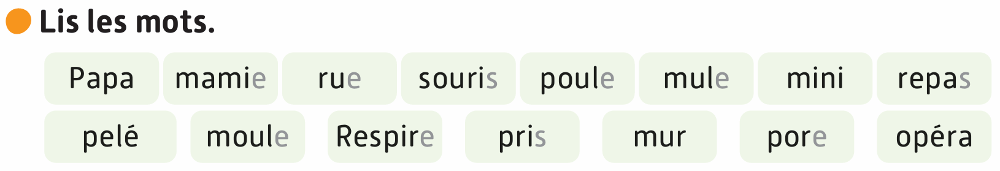 Lis les mots.
Papa mamie rue souris poule mule mini repas
pelé moule Respire pris mur pore opéra